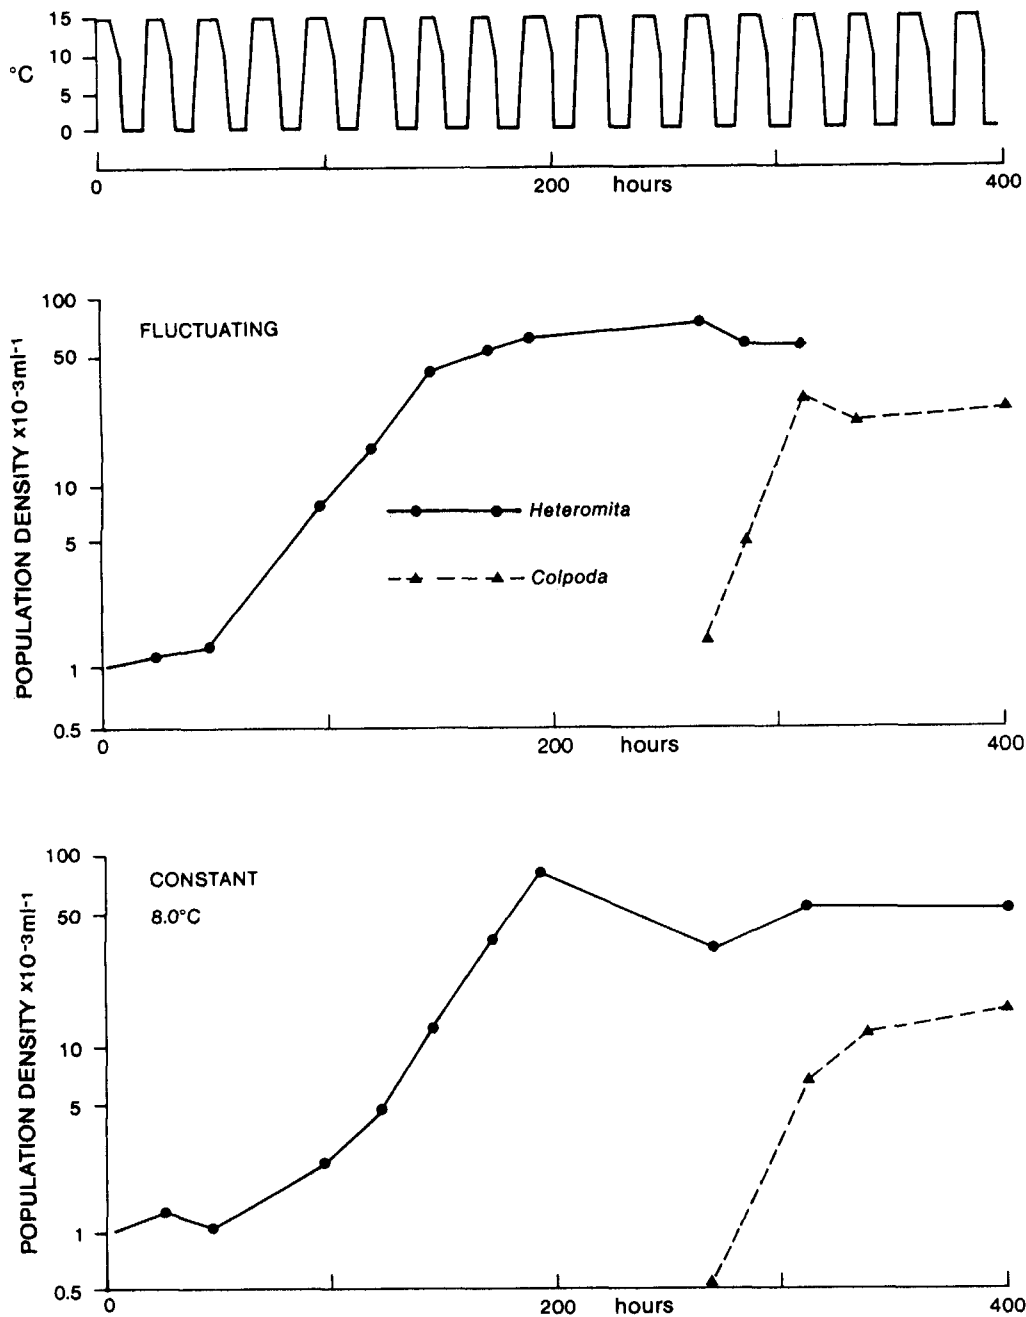 15
10
°C
5
0
0 200 hours 400
100
FLUCTUATING
50
POPULATION DENSITY x10-3ml-1
10
Heteromita
5
Colpoda
1
0.5
0 200 hours 400
100
CONSTANT
50
8.0°C
POPULATION DENSITY x10-3ml-1
10
5
1
0.5
0 200 hours 400